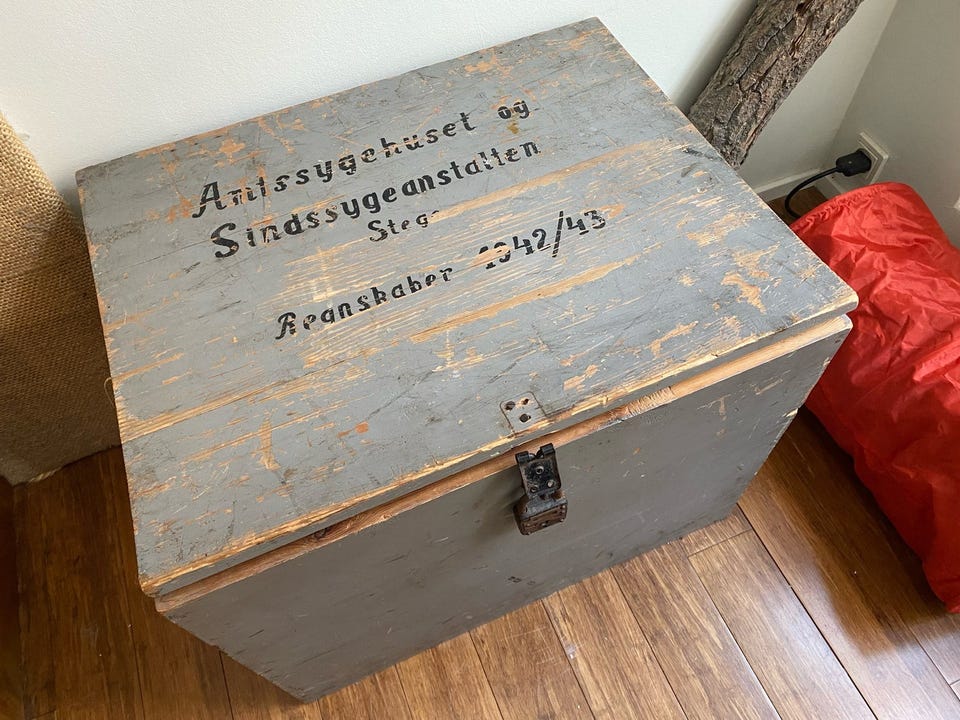 Amtssygehuset og
Sindssygeanstalten
Stege
Regnskaber 1942/43